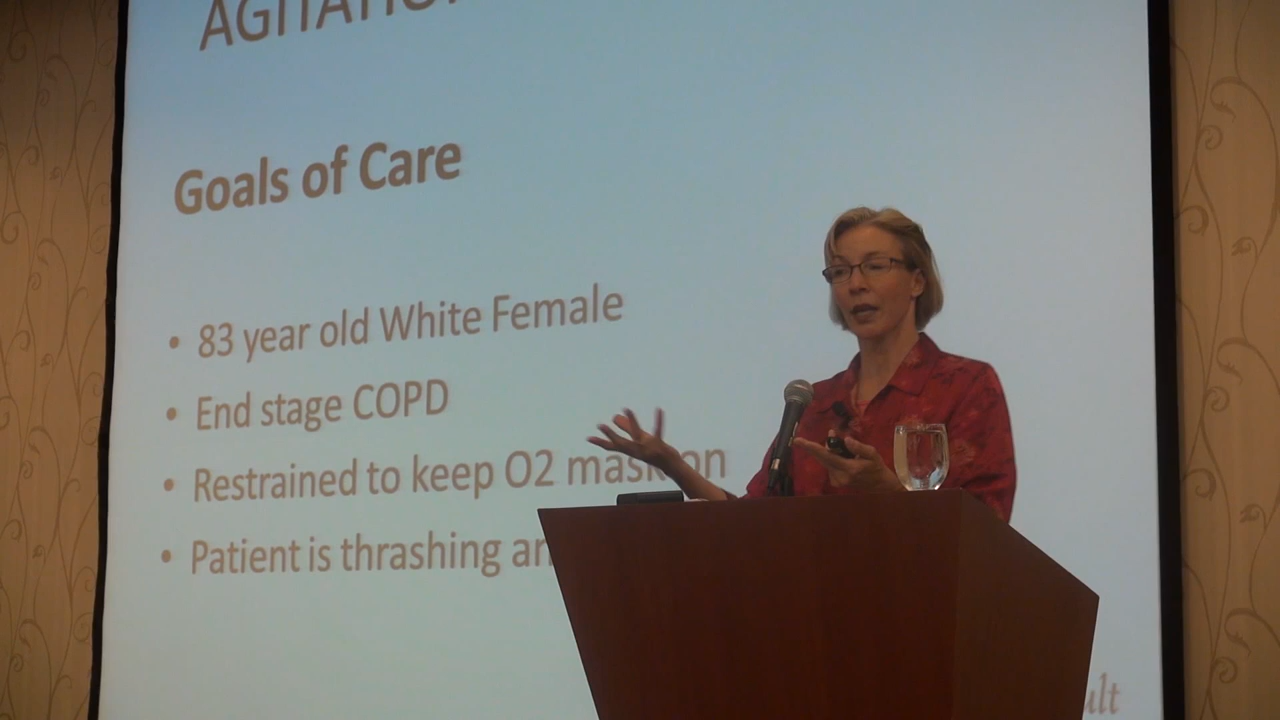 Goals of Care
• 83 year old White Female
• End stage COPD
• Restrained to keep O2 mask on
• Patient is thrashing